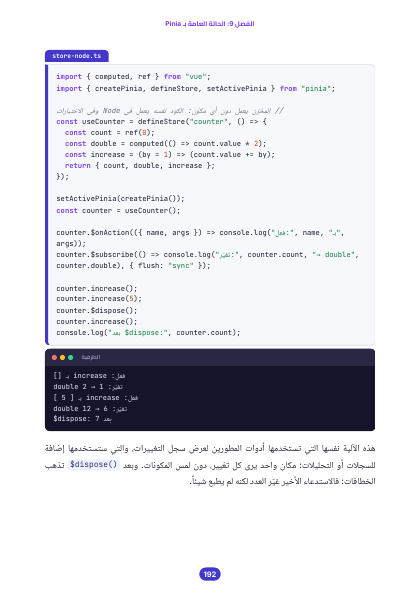 الفصل 9: الحالة العامة بـ Pinia
store-node.ts
import { computed, ref } from "vue";
import { createPinia, defineStore, setActivePinia } from "pinia";
// المخزن يعمل دون أي مكوّن: الكود نفسه يعمل في Node وفي الاختبارات
const useCounter = defineStore("counter", () => {
const count = ref(0);
const double = computed(() => count.value * 2);
const increase = (by = 1) => (count.value += by);
return { count, double, increase };
});
setActivePinia(createPinia());
const counter = useCounter();
counter.$onAction(({ name, args }) => console.log("فعل:", name, "بـ",
args));
counter.$subscribe(() => console.log("تغيّر:", counter.count, "→ double",
counter.double), { flush: "sync" });
counter.increase();
counter.increase(5);
counter.$dispose();
counter.increase();
console.log("بعد $dispose:", counter.count);
الطرفية
فعل: increase بـ []
تغيّر: 1 → double 2
فعل: increase بـ [ 5 ]
تغيّر: 6 → double 12
بعد $dispose: 7
هذه الآلية نفسها التي تستخدمها أدوات المطورين لعرض سجل التغييرات، والتي ستستخدمها إضافة
للسجلات أو التحليلات: مكان واحد يرى كل تغيير، دون لمس المكونات. وبعد $dispose() تذهب
الخطافات: فالاستدعاء الأخير غيّر العدد لكنه لم يطبع شيئاً.
192